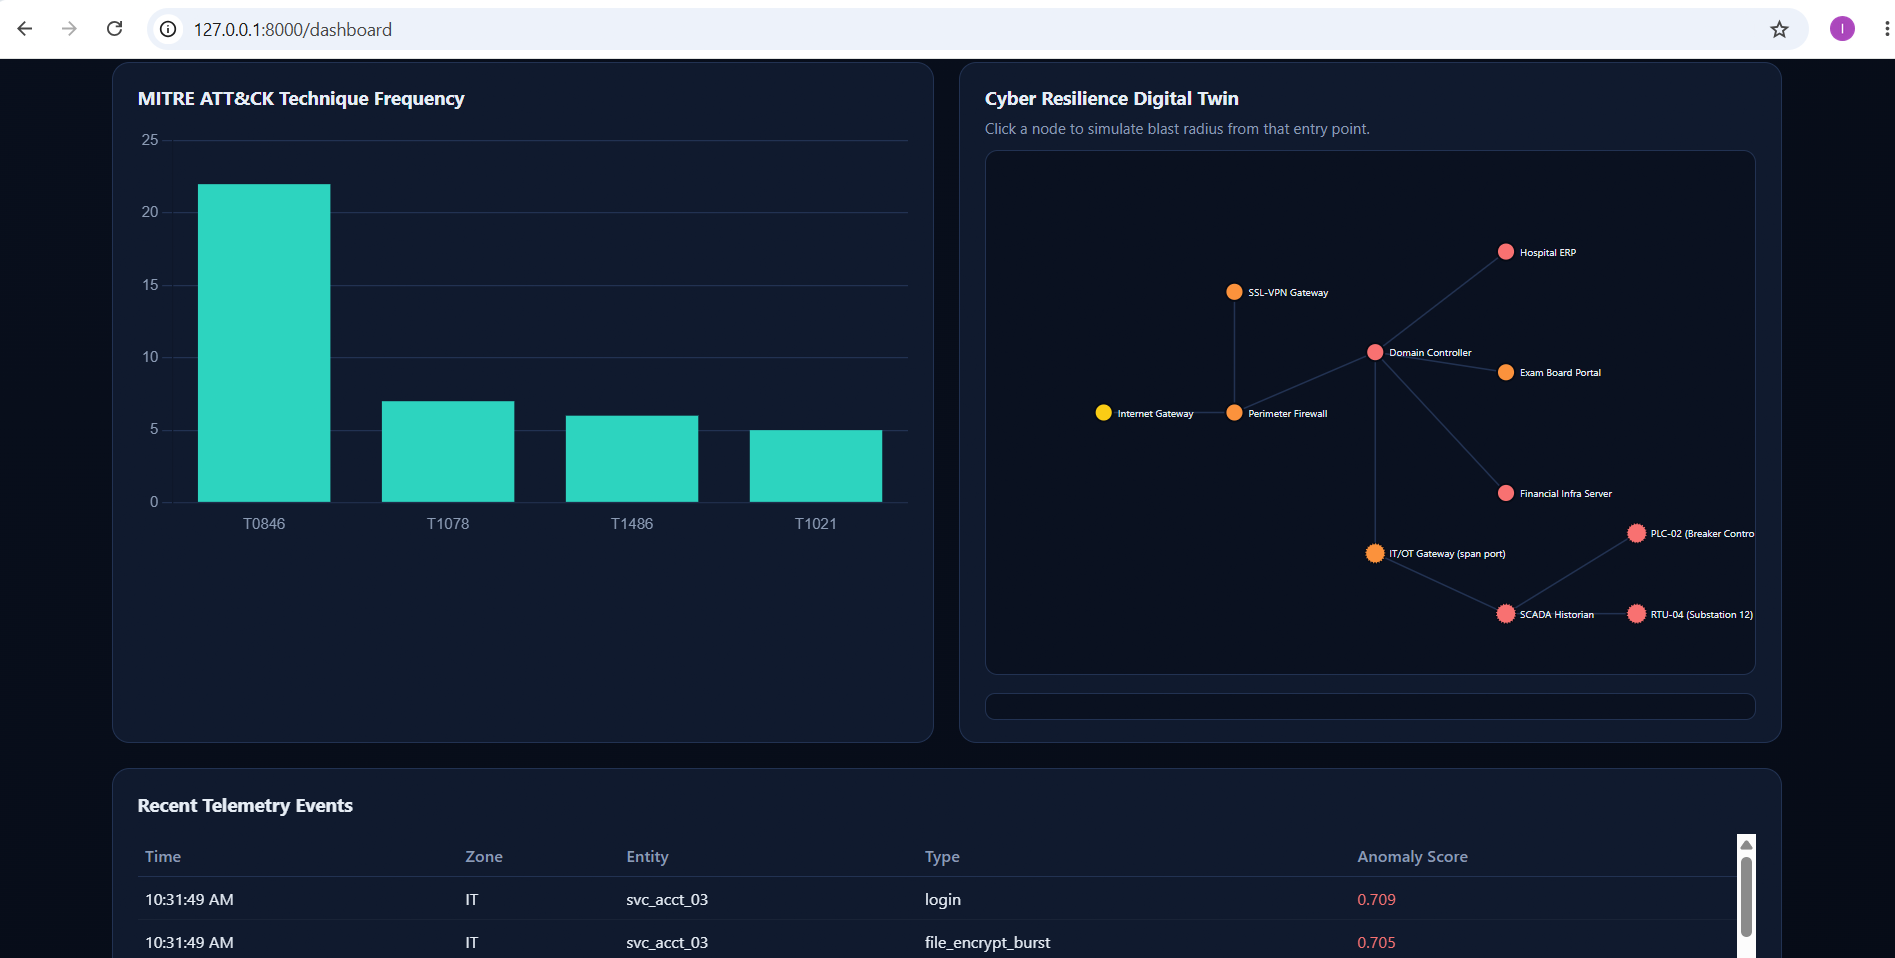 127.0.0.1:8000/dashboard
I
MITRE ATT&CK Technique Frequency
25
20
15
10
5
0
T0846
T1078
T1486
T1021
Cyber Resilience Digital Twin
Click a node to simulate blast radius from that entry point.
Hospital ERP
SSL-VPN Gateway
Domain Controller
Exam Board Portal
Internet Gateway
Perimeter Firewall
Financial Infra Server
PLC-02 (Breaker Contro
IT/OT Gateway (span port)
SCADA Historian
RTU-04 (Substation 12)
Recent Telemetry Events
Time Zone Entity Type Anomaly Score
10:31:49 AM IT svc_acct_03 login 0.709
10:31:49 AM IT svc_acct_03 file_encrypt_burst 0.705